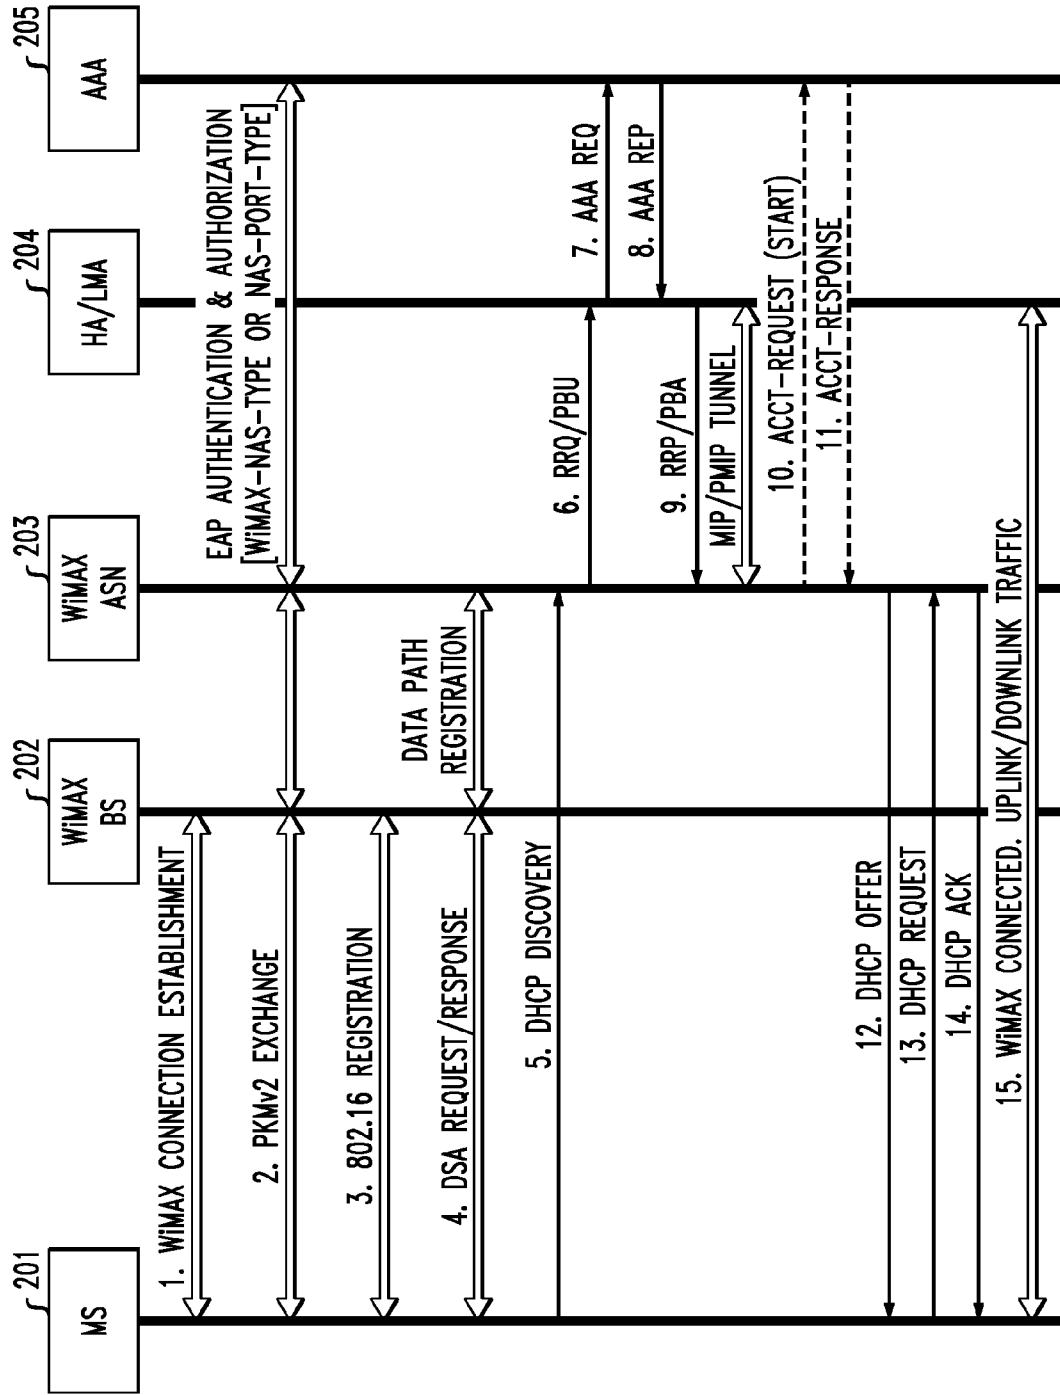 201
MS
202
WiMAX
BS
203
WiMAX
ASN
204
HA/LMA
205
AAA
1. WiMAX CONNECTION ESTABLISHMENT
EAP AUTHENTICATION & AUTHORIZATION
[WiMAX-NAS-TYPE OR NAS-PORT-TYPE]
2. PKMv2 EXCHANGE
3. 802.16 REGISTRATION
DATA PATH
REGISTRATION
4. DSA REQUEST/RESPONSE
5. DHCP DISCOVERY
6. RRQ/PBU
7. AAA REQ
8. AAA REP
9. RRP/PBA
MIP/PMIP TUNNEL
10. ACCT-REQUEST (START)
11. ACCT-RESPONSE
12. DHCP OFFER
13. DHCP REQUEST
14. DHCP ACK
15. WiMAX CONNECTED. UPLINK/DOWNLINK TRAFFIC